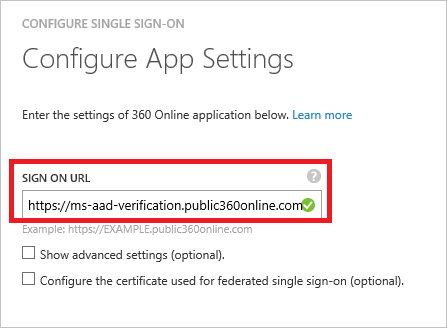 CONFIGURE SINGLE SIGN-ON
Configure App Settings
Enter the settings of 360 Online application below. Learn more
SIGN ON URL
?
https://ms-aad-verification.public360online.com
Example: https://EXAMPLE.public360online.com
Show advanced settings (optional).
Configure the certificate used for federated single sign-on (optional).